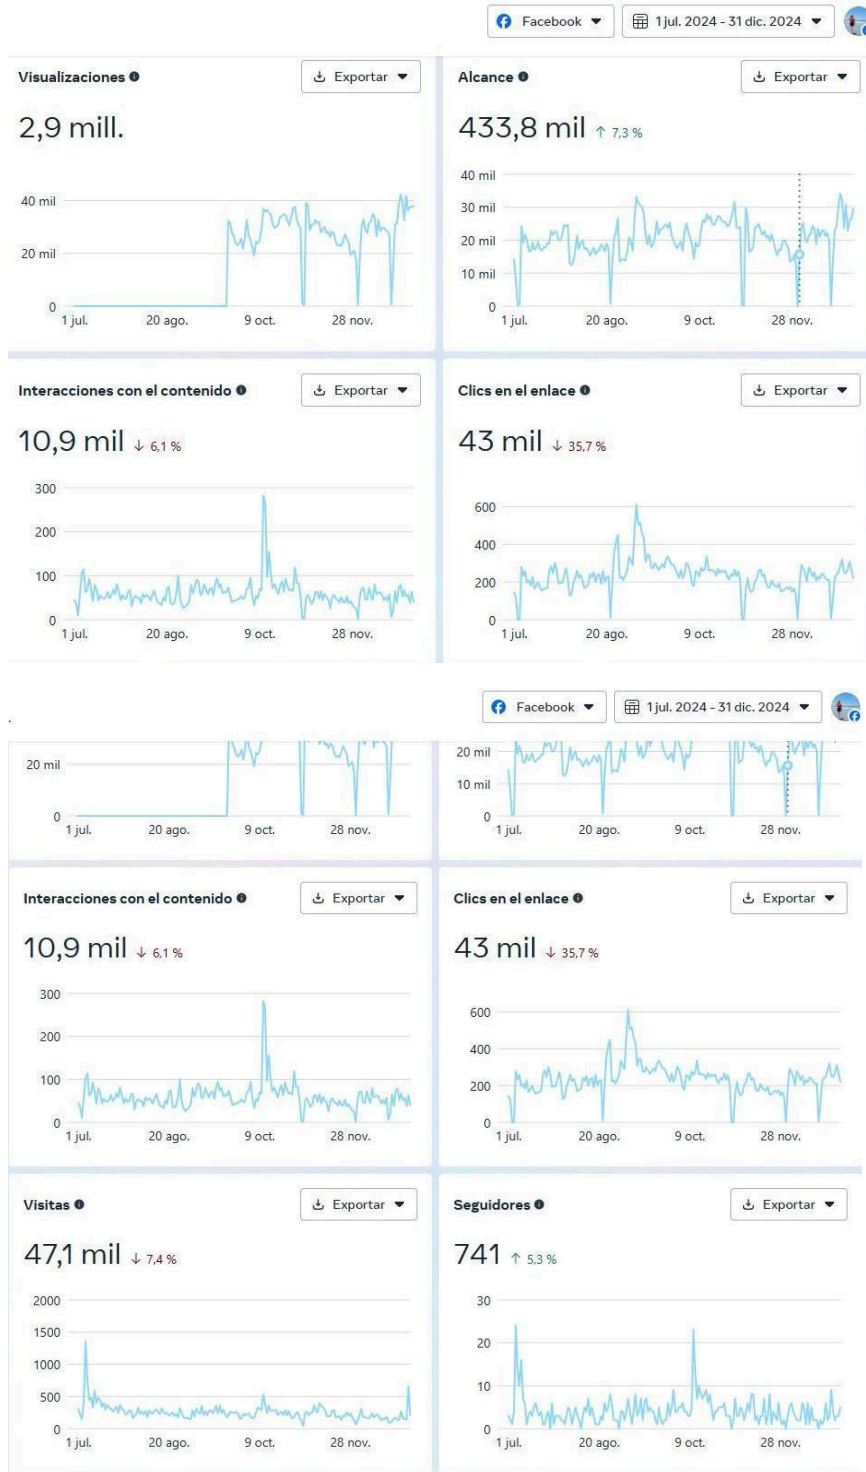 Facebook 1 jul. 2024 - 31 dic. 2024
Visualizaciones Exportar
2,9 mill.
40 mil
20 mil
0
1 jul. 20 ago. 9 oct. 28 nov.
Alcance Exportar
433,8 mil ↑ 7,3 %
40 mil
30 mil
20 mil
10 mil
0
1 jul. 20 ago. 9 oct. 28 nov.
Interacciones con el contenido Exportar
10,9 mil ↓ 6,1 %
300
200
100
0
1 jul. 20 ago. 9 oct. 28 nov.
Clics en el enlace Exportar
43 mil ↓ 35,7 %
600
400
200
0
1 jul. 20 ago. 9 oct. 28 nov.
Facebook 1 jul. 2024 - 31 dic. 2024
20 mil
0
1 jul. 20 ago. 9 oct. 28 nov.
20 mil
10 mil
0
1 jul. 20 ago. 9 oct. 28 nov.
Interacciones con el contenido Exportar
10,9 mil ↓ 6,1 %
300
200
100
0
1 jul. 20 ago. 9 oct. 28 nov.
Clics en el enlace Exportar
43 mil ↓ 35,7 %
600
400
200
0
1 jul. 20 ago. 9 oct. 28 nov.
Visitas Exportar
47,1 mil ↓ 7,4 %
2000
1500
1000
500
0
1 jul. 20 ago. 9 oct. 28 nov.
Seguidores Exportar
741 ↑ 5,3 %
30
20
10
0
1 jul. 20 ago. 9 oct. 28 nov.